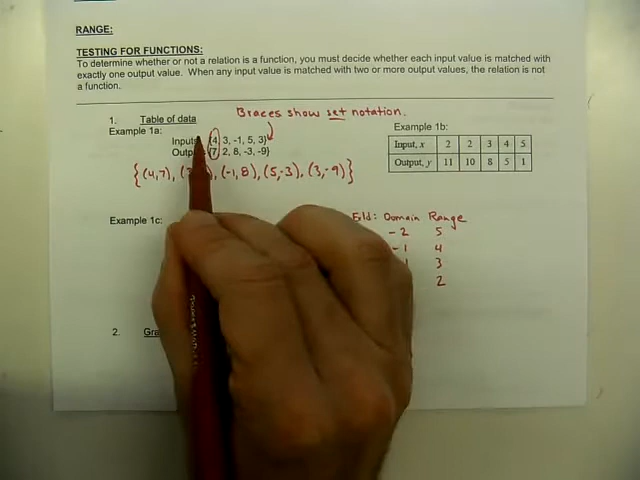 RANGE:
TESTING FOR FUNCTIONS:
To determine whether or not a relation is a function, you must decide whether each input value is matched with
exactly one output value. When any input value is matched with two or more output values, the relation is not
a function.
1. Table of data
Braces show set notation.
Example 1a:
Inputs {4, 3, -1, 5, 3}
{7, 2, 8, -3, -9}
{(4,7), , (-1,8), (5,-3), (3,-9)}
Example 1b:
Input, x 2 2 3 4 5
Output, y 11 10 8 5 1
Example 1c:
Domain Range
-2 5
-1 4
1 3
2
2.